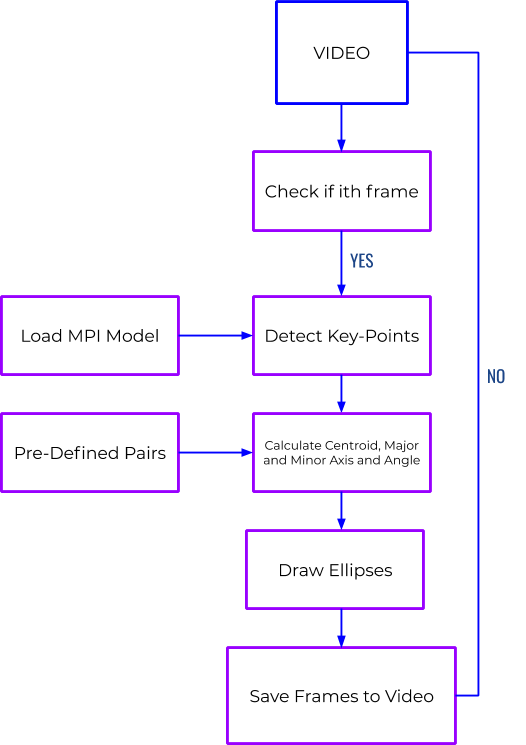 VIDEO
Check if ith frame
YES
Load MPI Model
Detect Key-Points
NO
Pre-Defined Pairs
Calculate Centroid, Major
and Minor Axis and Angle
Draw Ellipses
Save Frames to Video